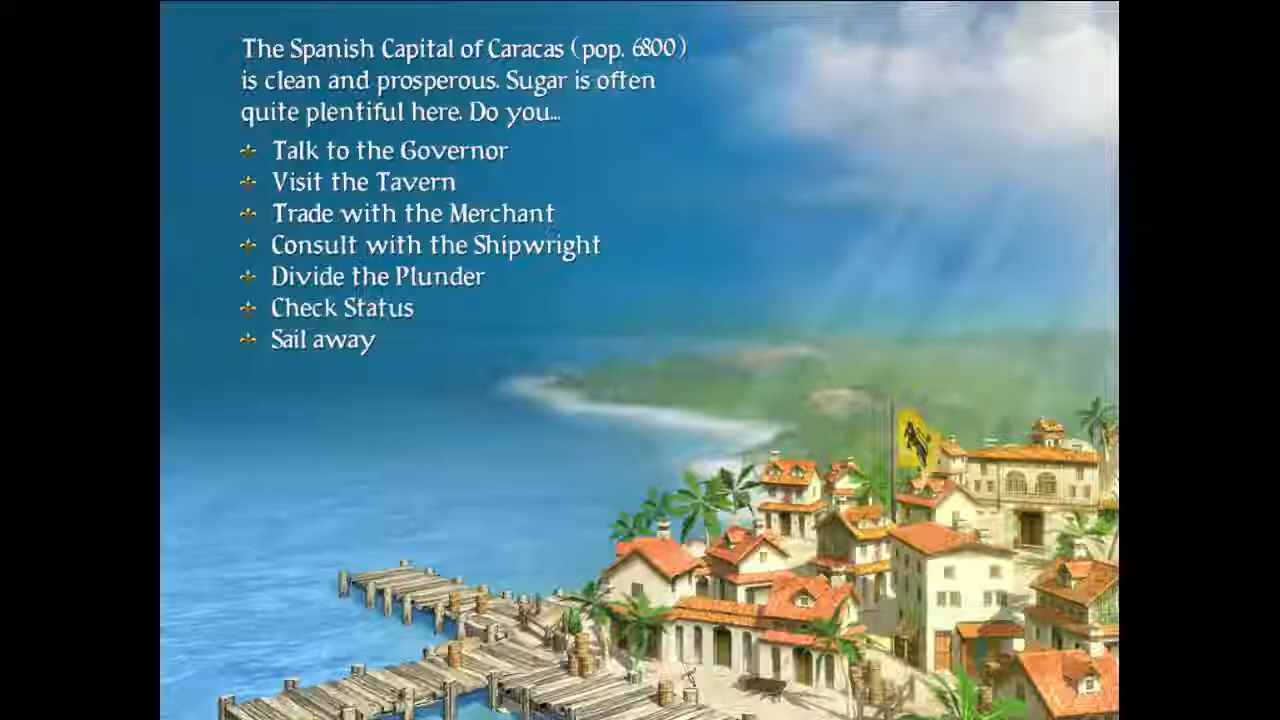 The Spanish Capital of Caracas (pop. 6800)
is clean and prosperous. Sugar is often
quite plentiful here. Do you...
Talk to the Governor
Visit the Tavern
Trade with the Merchant
Consult with the Shipwright
Divide the Plunder
Check Status
Sail away